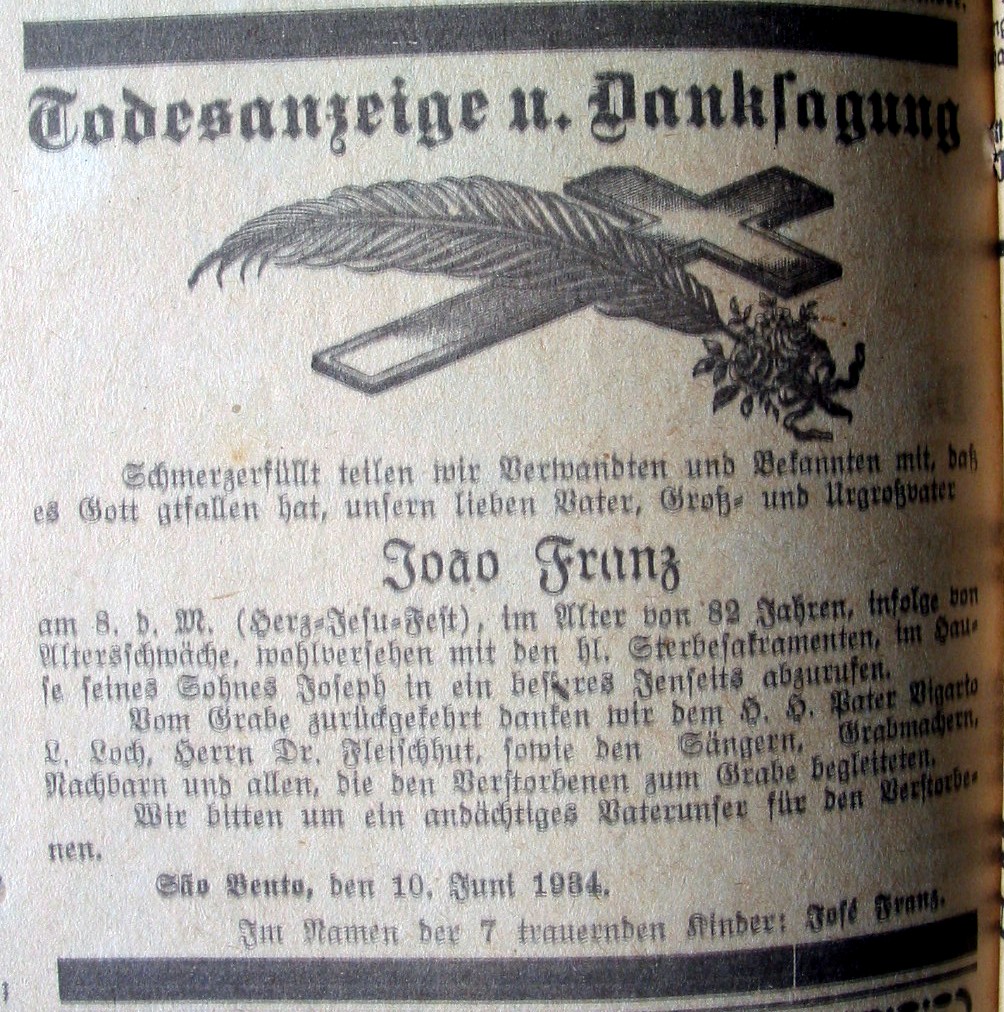 Todesanzeige u. Danksagung
Schmerzerfüllt teilen wir Verwandten und Bekannten mit, daß
es Gott gtfallen hat, unsern lieben Vater, Groß- und Urgroßvater
Joao Franz
am 8. d. M. (Herz-Jesu-Fest), im Alter von 82 Jahren, infolge von
Altersschwäche, wohlversehen mit den hl. Sterbesakramenten, im Hau-
se seines Sohnes Joseph in ein besseres Jenseits abzurufen.
Vom Grabe zurückgekehrt danken wir dem H. H. Pater Vigario
L. Loch, Herrn Dr. Fleischhut, sowie den Sängern, Grabmachern,
Nachbarn und allen, die den Verstorbenen zum Grabe begleiteten.
Wir bitten um ein andächtiges Vaterunser für den Verstorbe-
nen.
São Bento, den 10. Juni 1934.
Im Namen der 7 trauernden Kinder: José Franz.